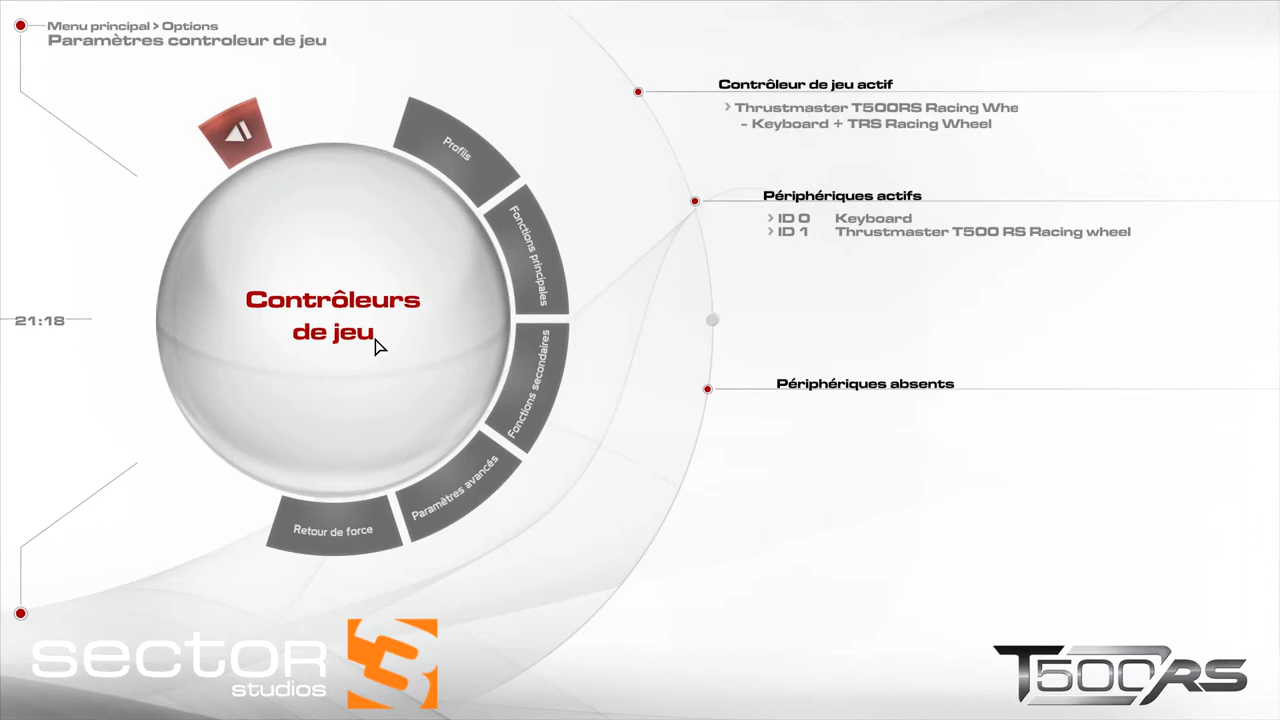 Menu principal > Options
Paramètres controleur de jeu
Contrôleur de jeu actif
> Thrustmaster T500RS Racing Whe
- Keyboard + TRS Racing Wheel
Profils
Fonctions principales
Fonctions secondaires
Paramètres avancés
Retour de force
Contrôleurs
de jeu
21:18
Périphériques actifs
> ID 0 Keyboard
> ID 1 Thrustmaster T500 RS Racing wheel
Périphériques absents
sector 3
studios
T500RS